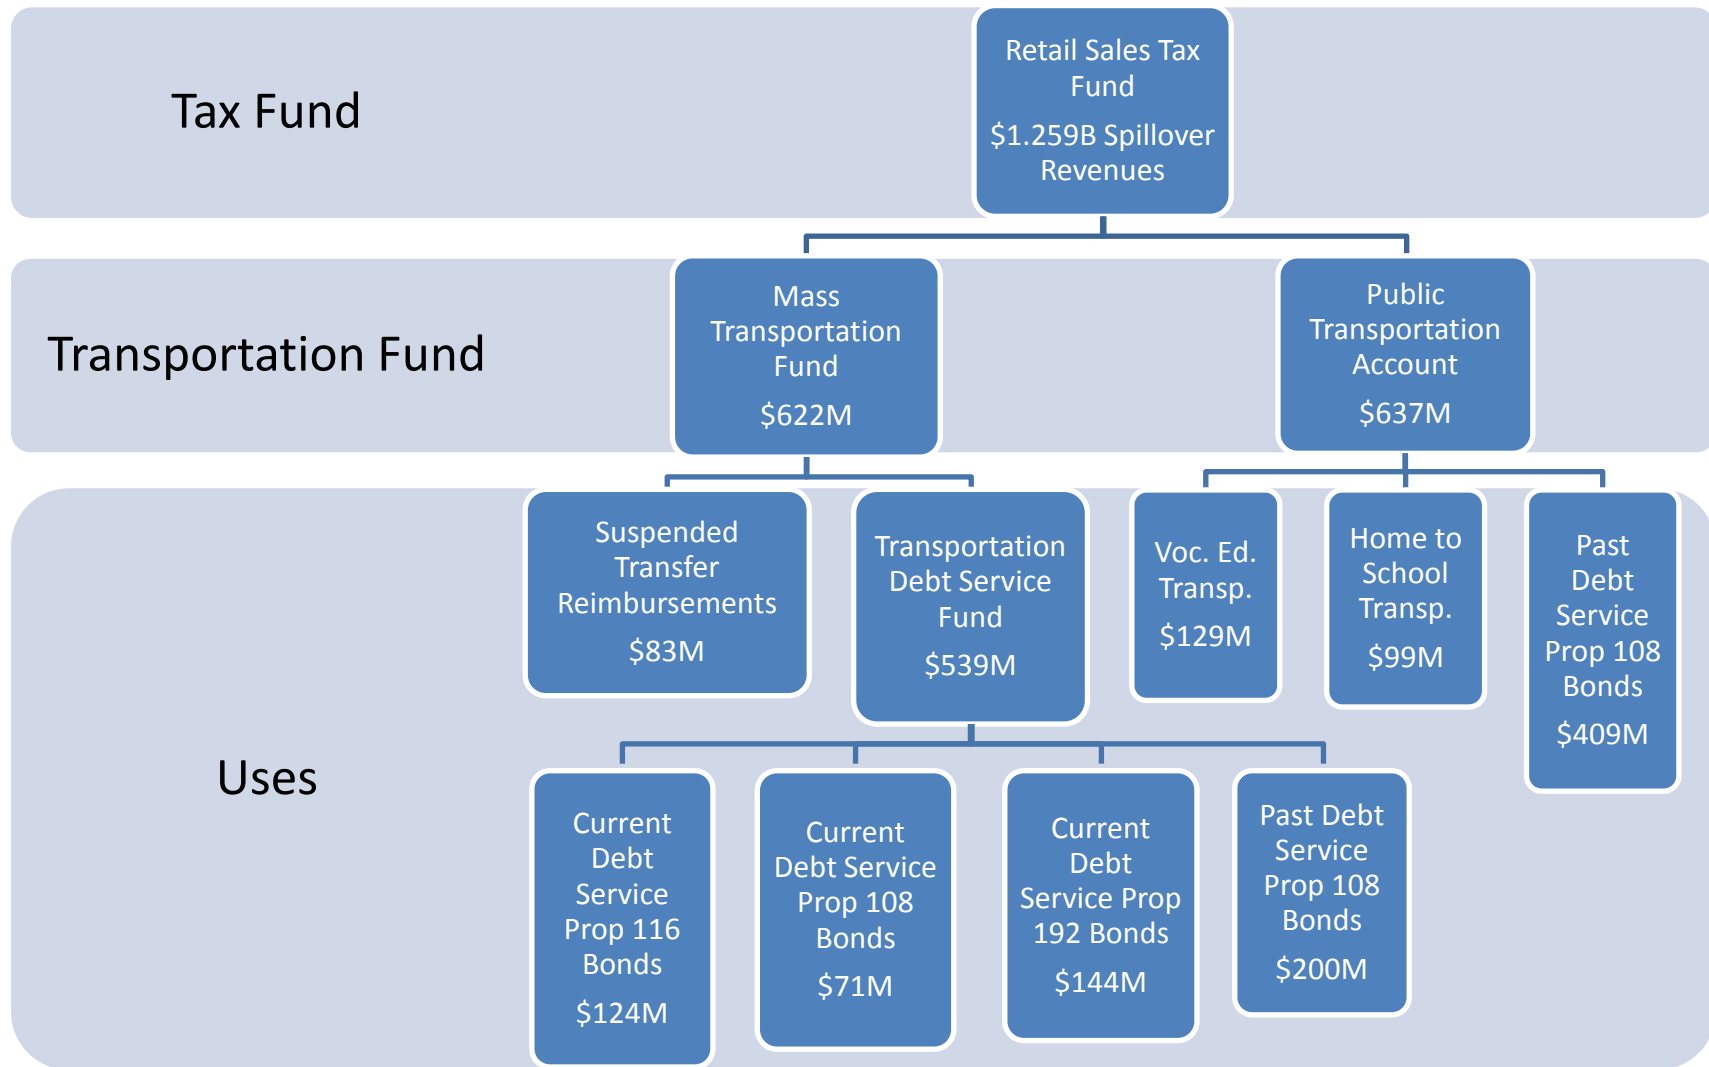 Tax Fund
Retail Sales Tax
Fund
$1.259B Spillover
Revenues
Transportation Fund
Mass
Transportation
Fund
$622M
Public
Transportation
Account
$637M
Uses
Suspended
Transfer
Reimbursements
$83M
Transportation
Debt Service
Fund
$539M
Voc. Ed.
Transp.
$129M
Home to
School
Transp.
$99M
Past
Debt
Service
Prop 108
Bonds
$409M
Current
Debt
Service
Prop 116
Bonds
$124M
Current
Debt Service
Prop 108
Bonds
$71M
Current
Debt
Service Prop
192 Bonds
$144M
Past Debt
Service
Prop 108
Bonds
$200M